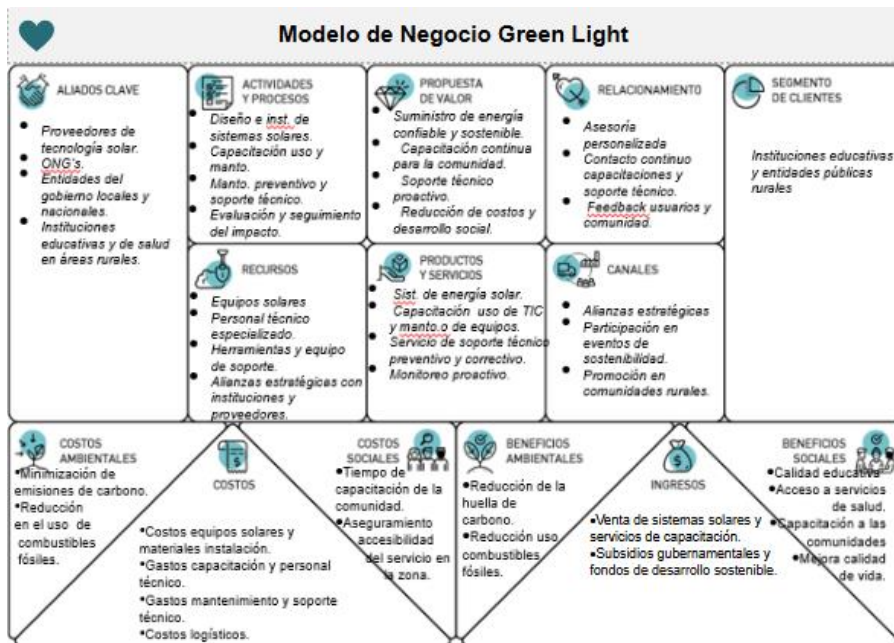 Modelo de Negocio Green Light
ALIADOS CLAVE
• Proveedores de
tecnología solar.
• ONG's.
• Entidades del
gobierno locales y
nacionales.
• Instituciones
educativas y de salud
en áreas rurales.
ACTIVIDADES
Y PROCESOS
• Diseño e inst. de
sistemas solares.
• Capacitación uso y
manto.
• Manto. preventivo y
soporte técnico.
• Evaluación y seguimiento
del impacto.
RECURSOS
• Equipos solares
• Personal técnico
especializado.
• Herramientas y equipo
de soporte.
• Alianzas estratégicas con
instituciones y
proveedores.
PROPUESTA
DE VALOR
• Suministro de energía
confiable y sostenible.
• Capacitación continua
para la comunidad.
• Soporte técnico
proactivo.
• Reducción de costos y
desarrollo social.
PRODUCTOS
Y SERVICIOS
• Sist. de energía solar.
• Capacitación uso de TIC
y manto.o de equipos.
• Servicio de soporte técnico
preventivo y correctivo.
• Monitoreo proactivo.
RELACIONAMIENTO
• Asesoría
personalizada
• Contacto continuo
capacitaciones y
soporte técnico.
• Feedback usuarios y
comunidad.
CANALES
• Alianzas estratégicas
• Participación en
eventos de
sostenibilidad.
• Promoción en
comunidades rurales.
SEGMENTO
DE CLIENTES
Instituciones educativas
y entidades públicas
rurales
COSTOS
AMBIENTALES
•Minimización de
emisiones de carbono.
•Reducción
en el uso de
combustibles
fósiles.
COSTOS
•Costos equipos solares y
materiales instalación.
•Gastos capacitación y personal
técnico.
•Gastos mantenimiento y soporte
técnico.
•Costos logísticos.
COSTOS
SOCIALES
•Tiempo de
capacitación de la
comunidad.
•Aseguramiento
accesibilidad
del servicio en
la zona.
BENEFICIOS
AMBIENTALES
•Reducción de la
huella de
carbono.
•Reducción uso
combustibles
fósiles.
INGRESOS
•Venta de sistemas solares y
servicios de capacitación.
•Subsidios gubernamentales y
fondos de desarrollo sostenible.
BENEFICIOS
SOCIALES
•Calidad educativa
•Acceso a servicios
de salud.
•Capacitación a las
comunidades
•Mejora calidad
de vida.